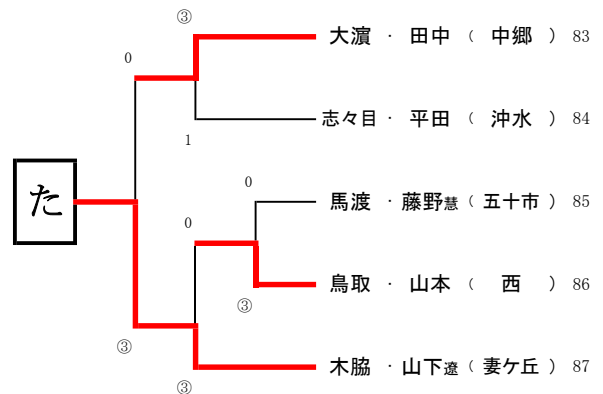 ③
大濵 ・ 田中 ( 中郷 ) 83
0
志々目 ・ 平田 ( 沖水 ) 84
1
た
0
馬渡 ・ 藤野慧 ( 五十市 ) 85
0
鳥取 ・ 山本 ( 西 ) 86
③
③
木脇 ・ 山下遼 ( 妻ケ丘 ) 87
③